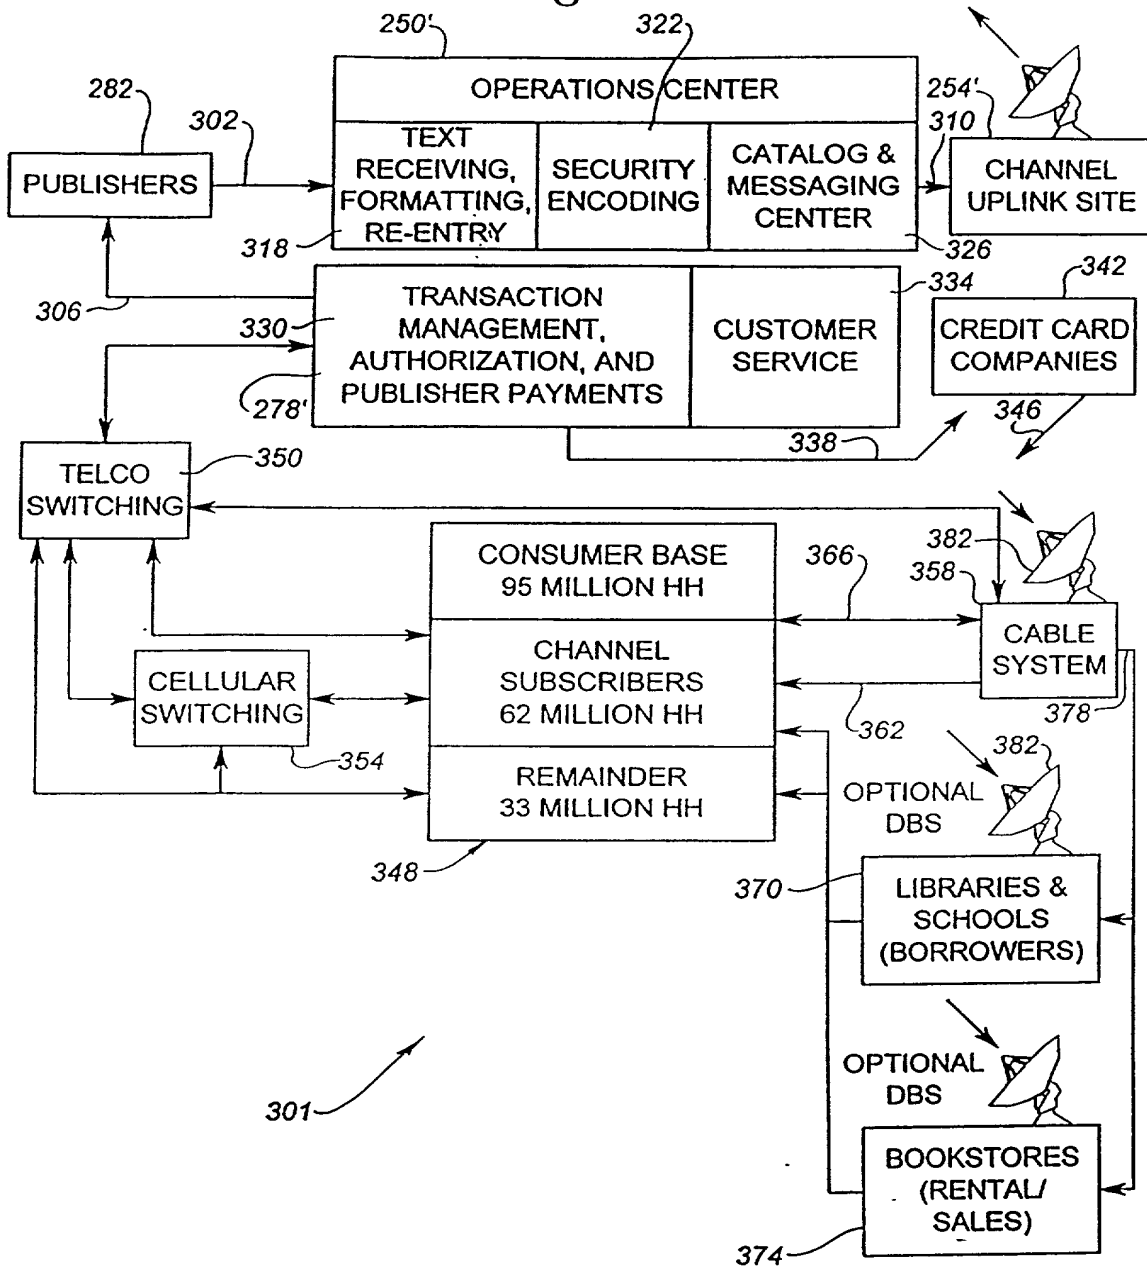 250'
322
282
302
OPERATIONS CENTER
254'
310
PUBLISHERS
TEXT
RECEIVING,
FORMATTING,
RE-ENTRY
318
SECURITY
ENCODING
CATALOG &
MESSAGING
CENTER
326
CHANNEL
UPLINK SITE
306
330
TRANSACTION
MANAGEMENT,
AUTHORIZATION, AND
PUBLISHER PAYMENTS
278'
334
CUSTOMER
SERVICE
342
CREDIT CARD
COMPANIES
346
338
350
TELCO
SWITCHING
CONSUMER BASE
95 MILLION HH
366
382
358
CABLE
SYSTEM
CHANNEL
SUBSCRIBERS
62 MILLION HH
CELLULAR
SWITCHING
354
362
378
REMAINDER
33 MILLION HH
348
382
OPTIONAL
DBS
370
LIBRARIES &
SCHOOLS
(BORROWERS)
301
OPTIONAL
DBS
BOOKSTORES
(RENTAL/
SALES)
374